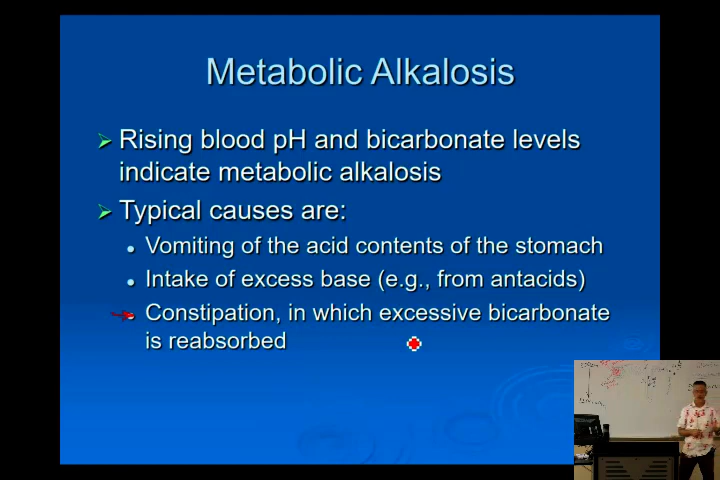 Metabolic Alkalosis
Rising blood pH and bicarbonate levels
indicate metabolic alkalosis
Typical causes are:
Vomiting of the acid contents of the stomach
Intake of excess base (e.g., from antacids)
Constipation, in which excessive bicarbonate
is reabsorbed